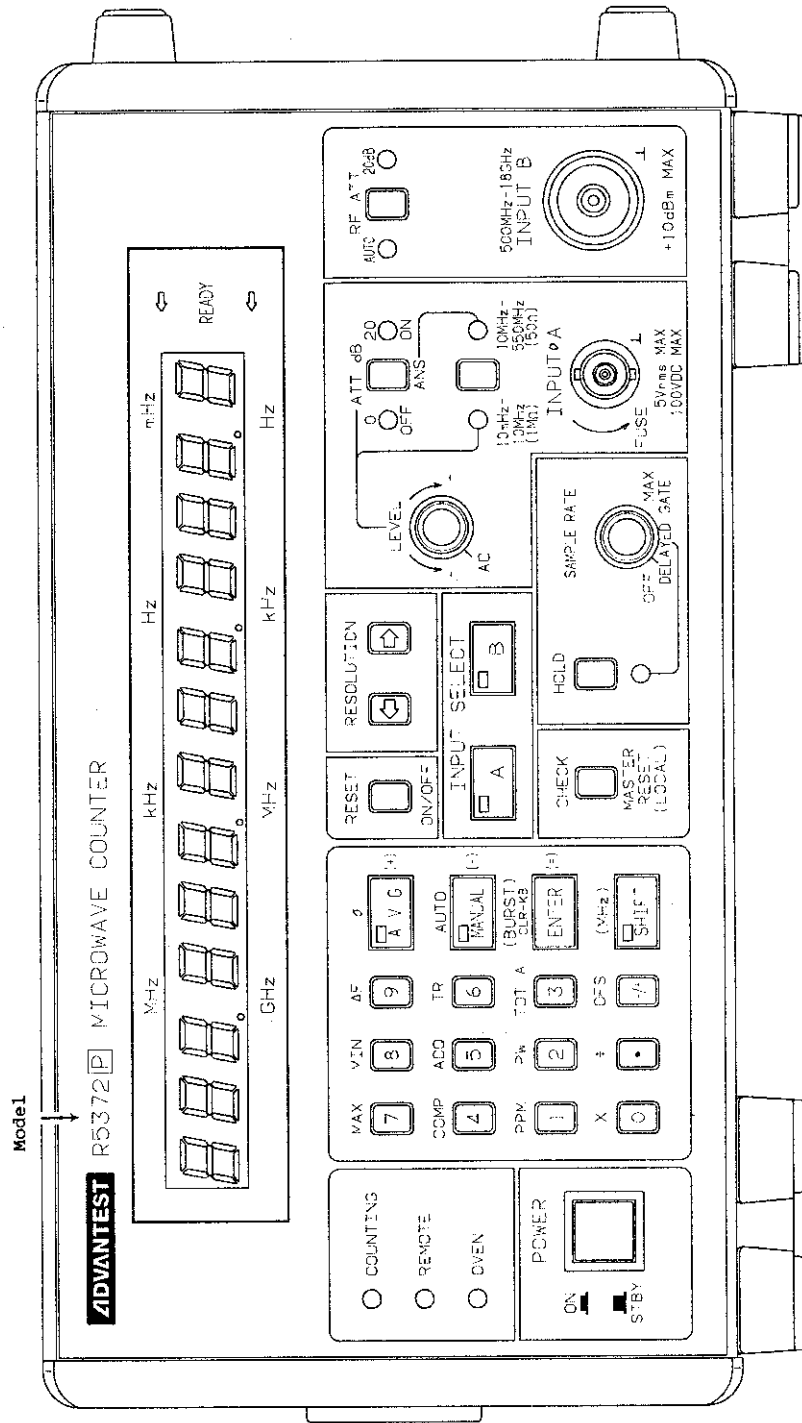 Model
ADVANTEST R5372 P MICROWAVE COUNTER
MHz kHz Hz mHz
GHz MHz kHz Hz
READY
COUNTING
REMOTE
OVEN
POWER
ON
STBY
MAX VIN ΔF σ
7 8 9 AVG (+)
COMP ADD TR AUTO
4 5 6 MANUAL (-)
PPM PW TOT A (BURST) CLR-KB
1 2 3 ENTER (=)
X ÷ OFS (MHz)
0 . -/- SHIFT
RESET
ON/OFF
RESOLUTION
INPUT SELECT
A B
CHECK
MASTER
RESET
(LOCAL)
HOLD
SAMPLE RATE
OFF MAX
DELAYED GATE
LEVEL
- +
AC
ATT dB
0 20
OFF ON
ANS
10mHz-
10MHz
(1MΩ)
10MHz-
550MHz
(50Ω)
INPUT A
FUSE
5Vrms MAX
100VDC MAX
RF ATT
AUTO 20dB
500MHz-18GHz
INPUT B
+10dBm MAX